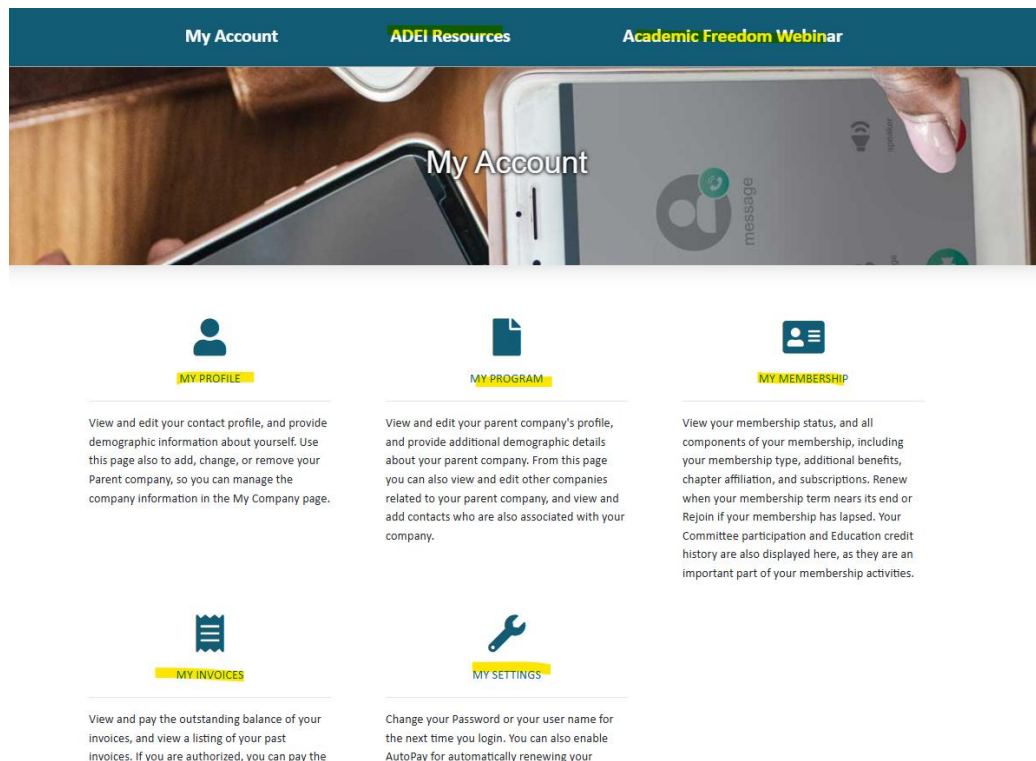 My Account ADEI Resources Academic Freedom Webinar
My Account
message
speaker
MY PROFILE
View and edit your contact profile, and provide
demographic information about yourself. Use
this page also to add, change, or remove your
Parent company, so you can manage the
company information in the My Company page.
MY PROGRAM
View and edit your parent company's profile,
and provide additional demographic details
about your parent company. From this page
you can also view and edit other companies
related to your parent company, and view and
add contacts who are also associated with your
company.
MY MEMBERSHIP
View your membership status, and all
components of your membership, including
your membership type, additional benefits,
chapter affiliation, and subscriptions. Renew
when your membership term nears its end or
Rejoin if your membership has lapsed. Your
Committee participation and Education credit
history are also displayed here, as they are an
important part of your membership activities.
MY INVOICES
View and pay the outstanding balance of your
invoices, and view a listing of your past
invoices. If you are authorized, you can pay the
MY SETTINGS
Change your Password or your user name for
the next time you login. You can also enable
AutoPay for automatically renewing your